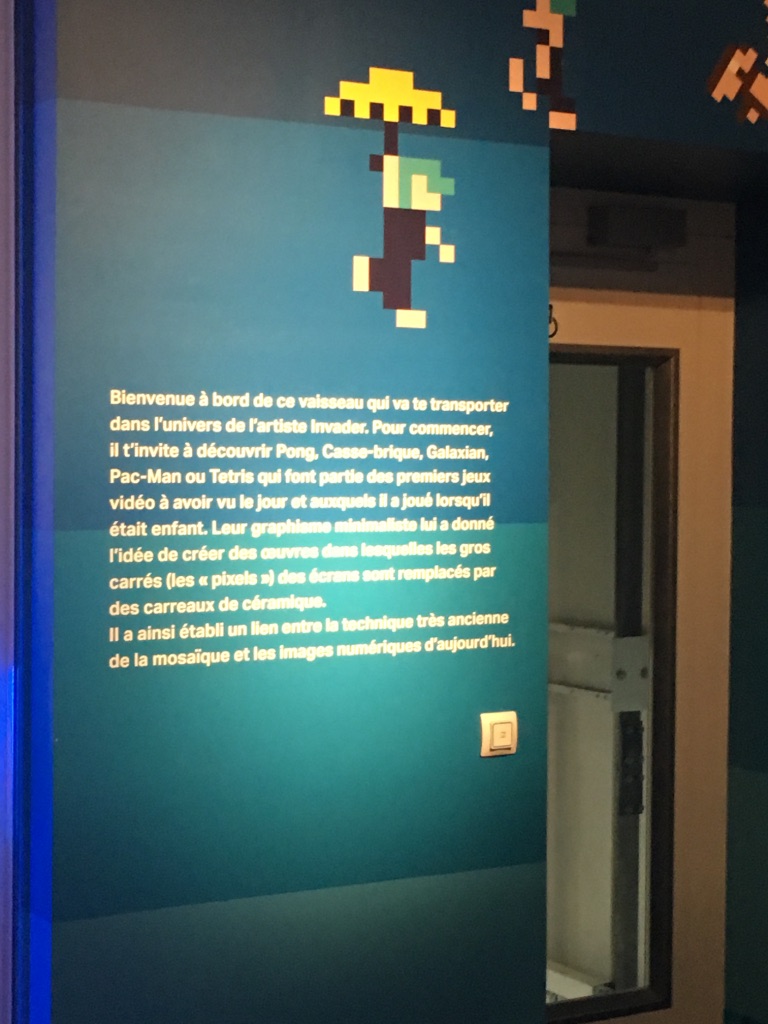 Bienvenue à bord de ce vaisseau qui va te transporter
dans l'univers de l'artiste Invader. Pour commencer,
il t'invite à découvrir Pong, Casse-brique, Galaxian,
Pac-Man ou Tetris qui font partie des premiers jeux
vidéo à avoir vu le jour et auxquels il a joué lorsqu'il
était enfant. Leur graphisme minimaliste lui a donné
l'idée de créer des œuvres dans lesquelles les gros
carrés (les « pixels ») des écrans sont remplacés par
des carreaux de céramique.
Il a ainsi établi un lien entre la technique très ancienne
de la mosaïque et les images numériques d'aujourd'hui.